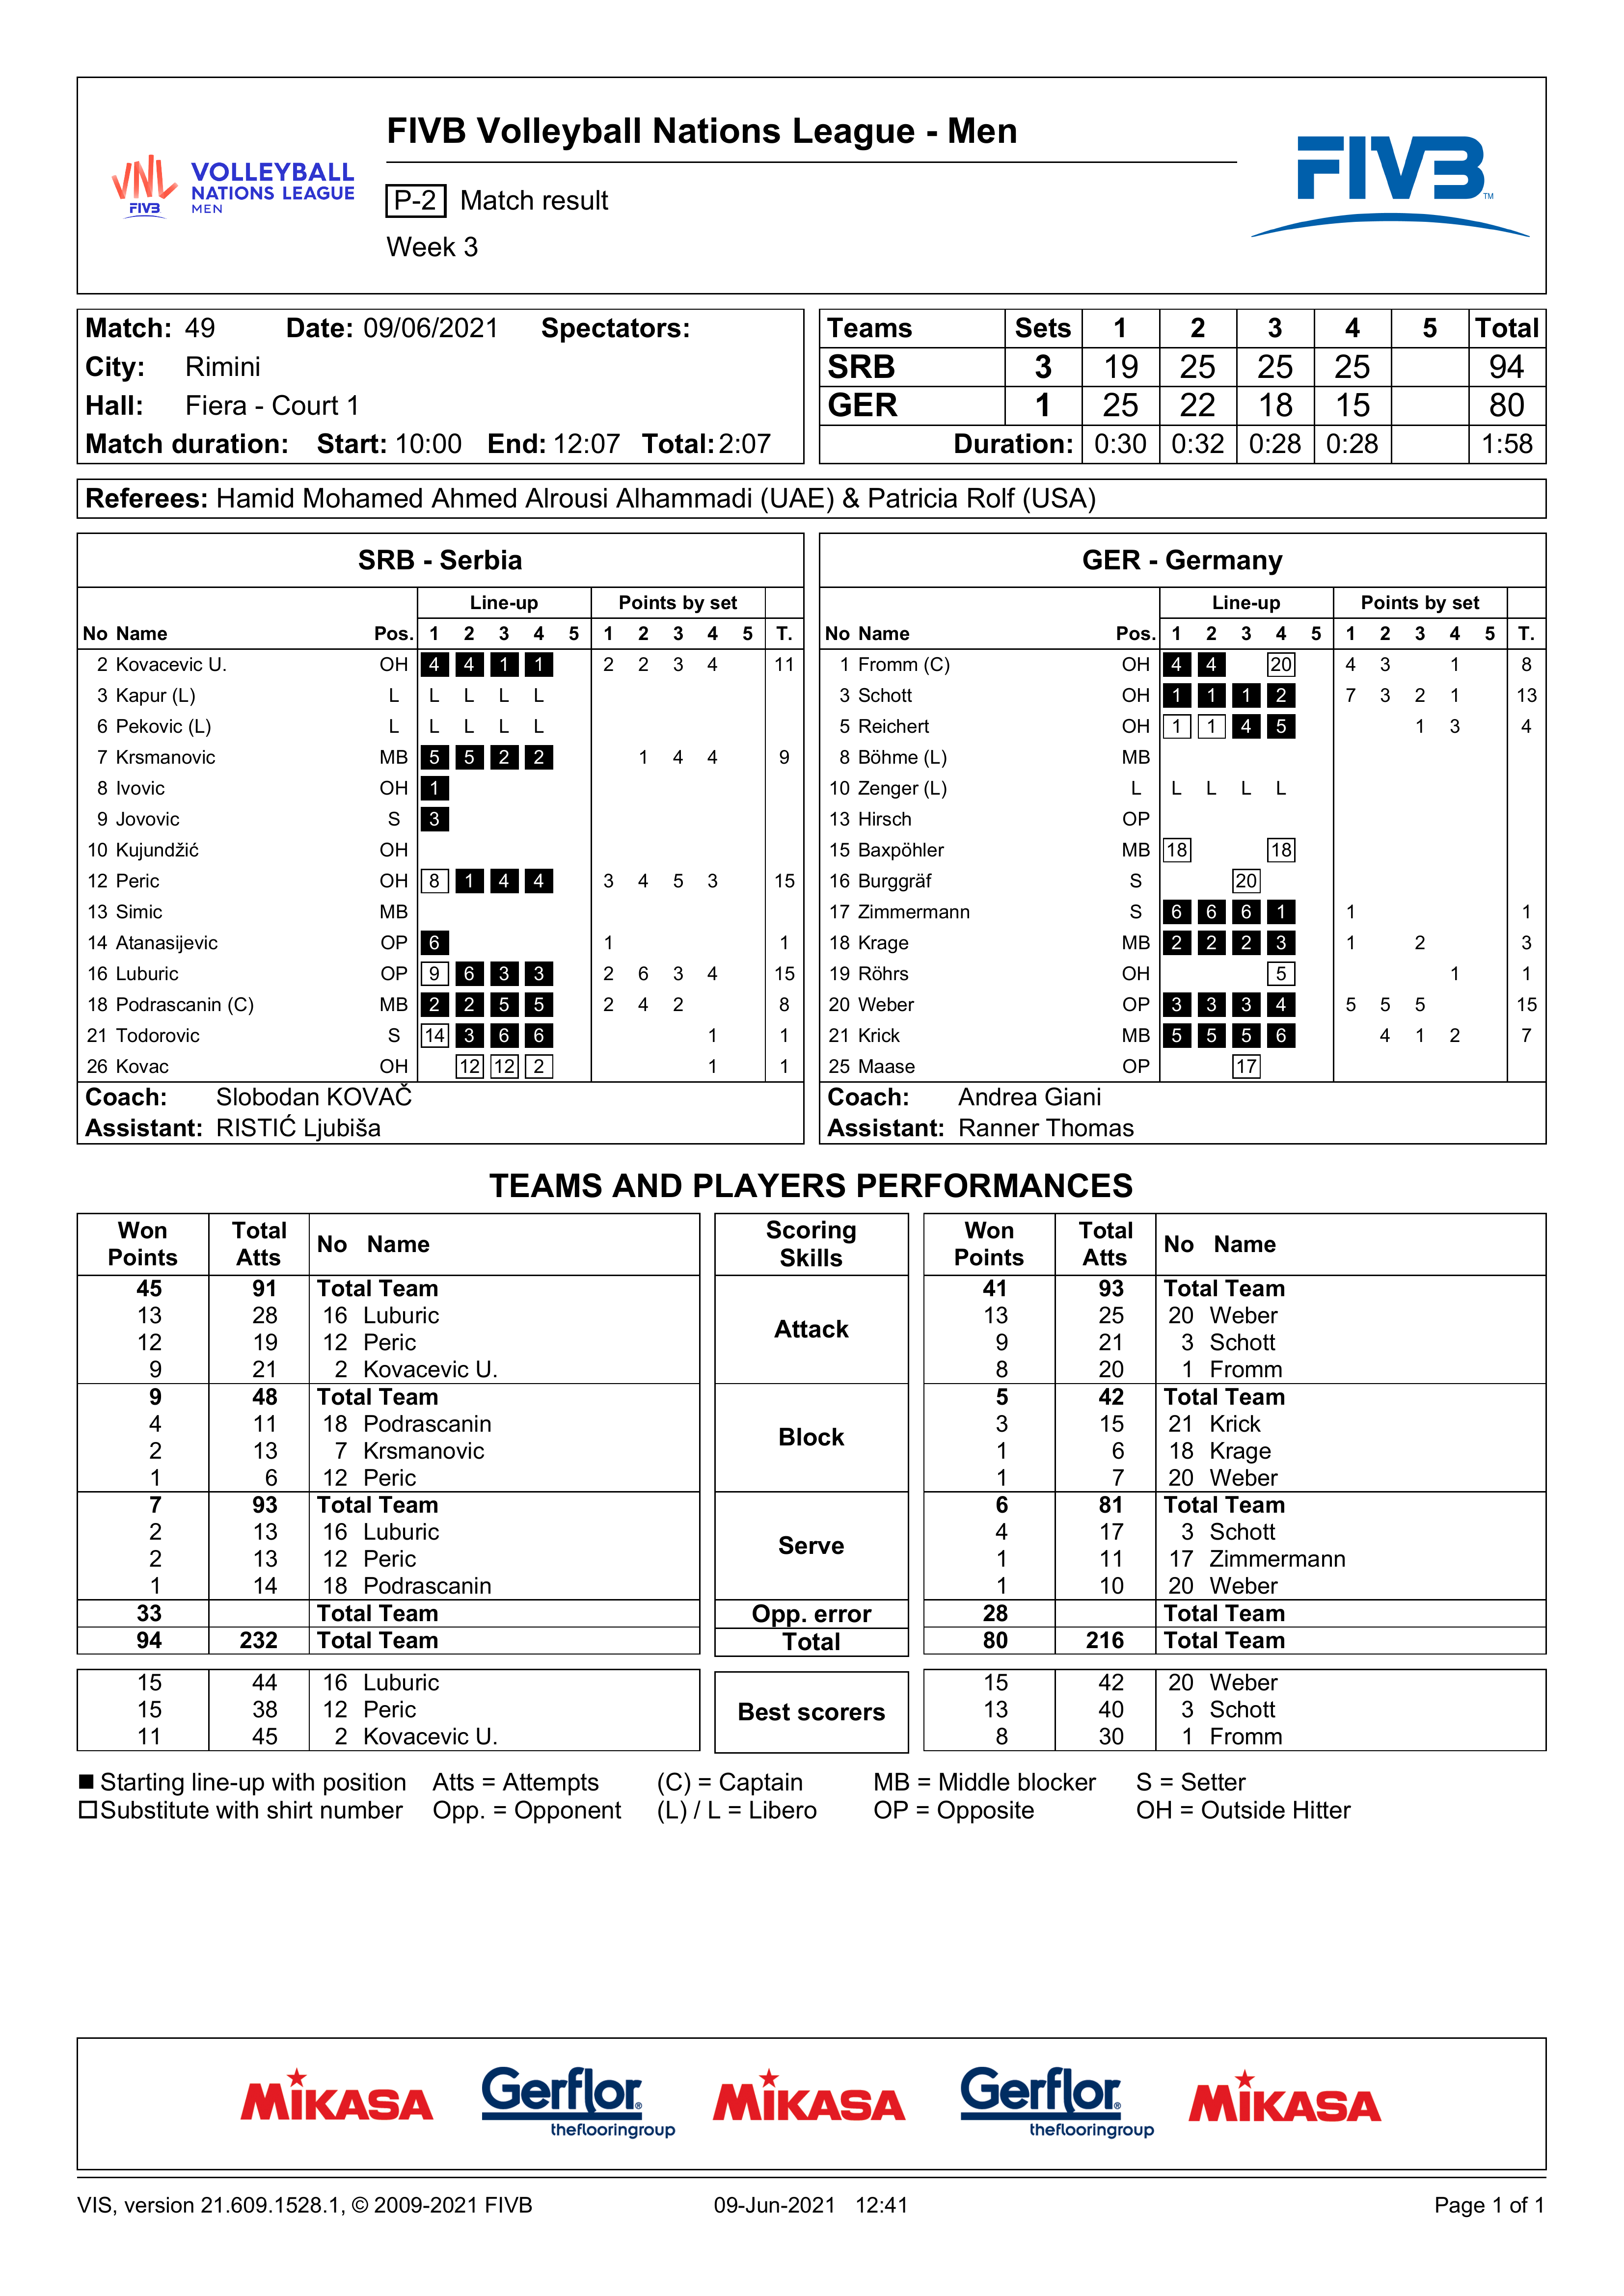 FIVB Volleyball Nations League - Men
VNL FIVB VOLLEYBALL NATIONS LEAGUE MEN
P-2 Match result
Week 3
FIVB TM
Match: 49 Date: 09/06/2021 Spectators:
City: Rimini
Hall: Fiera - Court 1
Match duration: Start: 10:00 End: 12:07 Total: 2:07
Teams Sets 1 2 3 4 5 Total
SRB 3 19 25 25 25 94
GER 1 25 22 18 15 80
Duration: 0:30 0:32 0:28 0:28 1:58
Referees: Hamid Mohamed Ahmed Alrousi Alhammadi (UAE) & Patricia Rolf (USA)
SRB - Serbia
Line-up Points by set
No Name Pos. 1 2 3 4 5 1 2 3 4 5 T.
2 Kovacevic U. OH 4 4 1 1 2 2 3 4 11
3 Kapur (L) L L L L L
6 Pekovic (L) L L L L L
7 Krsmanovic MB 5 5 2 2 1 4 4 9
8 Ivovic OH 1
9 Jovovic S 3
10 Kujundžić OH
12 Peric OH 8 1 4 4 3 4 5 3 15
13 Simic MB
14 Atanasijevic OP 6 1 1
16 Luburic OP 9 6 3 3 2 6 3 4 15
18 Podrascanin (C) MB 2 2 5 5 2 4 2 8
21 Todorovic S 14 3 6 6 1 1
26 Kovac OH 12 12 2 1 1
Coach: Slobodan KOVAČ
Assistant: RISTIĆ Ljubiša
GER - Germany
Line-up Points by set
No Name Pos. 1 2 3 4 5 1 2 3 4 5 T.
1 Fromm (C) OH 4 4 20 4 3 1 8
3 Schott OH 1 1 1 2 7 3 2 1 13
5 Reichert OH 1 1 4 5 1 3 4
8 Böhme (L) MB
10 Zenger (L) L L L L L
13 Hirsch OP
15 Baxpöhler MB 18 18
16 Burggräf S 20
17 Zimmermann S 6 6 6 1 1 1
18 Krage MB 2 2 2 3 1 2 3
19 Röhrs OH 5 1 1
20 Weber OP 3 3 3 4 5 5 5 15
21 Krick MB 5 5 5 6 4 1 2 7
25 Maase OP 17
Coach: Andrea Giani
Assistant: Ranner Thomas
TEAMS AND PLAYERS PERFORMANCES
Won Points Total Atts No Name Scoring Skills Won Points Total Atts No Name
45 91 Total Team Attack 41 93 Total Team
13 28 16 Luburic 13 25 20 Weber
12 19 12 Peric 9 21 3 Schott
9 21 2 Kovacevic U. 8 20 1 Fromm
9 48 Total Team Block 5 42 Total Team
4 11 18 Podrascanin 3 15 21 Krick
2 13 7 Krsmanovic 1 6 18 Krage
1 6 12 Peric 1 7 20 Weber
7 93 Total Team Serve 6 81 Total Team
2 13 16 Luburic 4 17 3 Schott
2 13 12 Peric 1 11 17 Zimmermann
1 14 18 Podrascanin 1 10 20 Weber
33 Total Team Opp. error 28 Total Team
94 232 Total Team Total 80 216 Total Team
15 44 16 Luburic Best scorers 15 42 20 Weber
15 38 12 Peric 13 40 3 Schott
11 45 2 Kovacevic U. 8 30 1 Fromm
Starting line-up with position Atts = Attempts (C) = Captain MB = Middle blocker S = Setter
Substitute with shirt number Opp. = Opponent (L) / L = Libero OP = Opposite OH = Outside Hitter
MIKASA Gerflor® theflooringgroup MIKASA Gerflor® theflooringgroup MIKASA
VIS, version 21.609.1528.1, © 2009-2021 FIVB 09-Jun-2021 12:41 Page 1 of 1